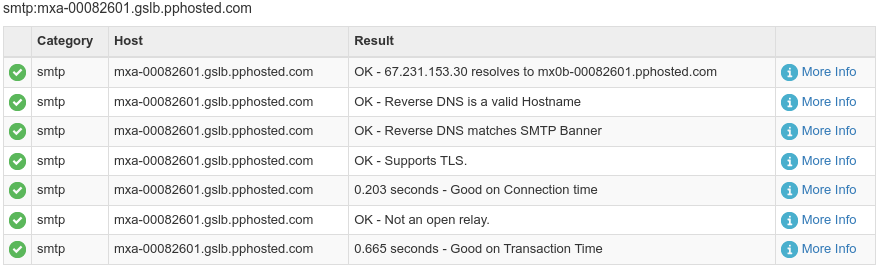 smtp:mxa-00082601.gslb.pphosted.com
Category Host Result
smtp mxa-00082601.gslb.pphosted.com OK - 67.231.153.30 resolves to mx0b-00082601.pphosted.com More Info
smtp mxa-00082601.gslb.pphosted.com OK - Reverse DNS is a valid Hostname More Info
smtp mxa-00082601.gslb.pphosted.com OK - Reverse DNS matches SMTP Banner More Info
smtp mxa-00082601.gslb.pphosted.com OK - Supports TLS. More Info
smtp mxa-00082601.gslb.pphosted.com 0.203 seconds - Good on Connection time More Info
smtp mxa-00082601.gslb.pphosted.com OK - Not an open relay. More Info
smtp mxa-00082601.gslb.pphosted.com 0.665 seconds - Good on Transaction Time More Info